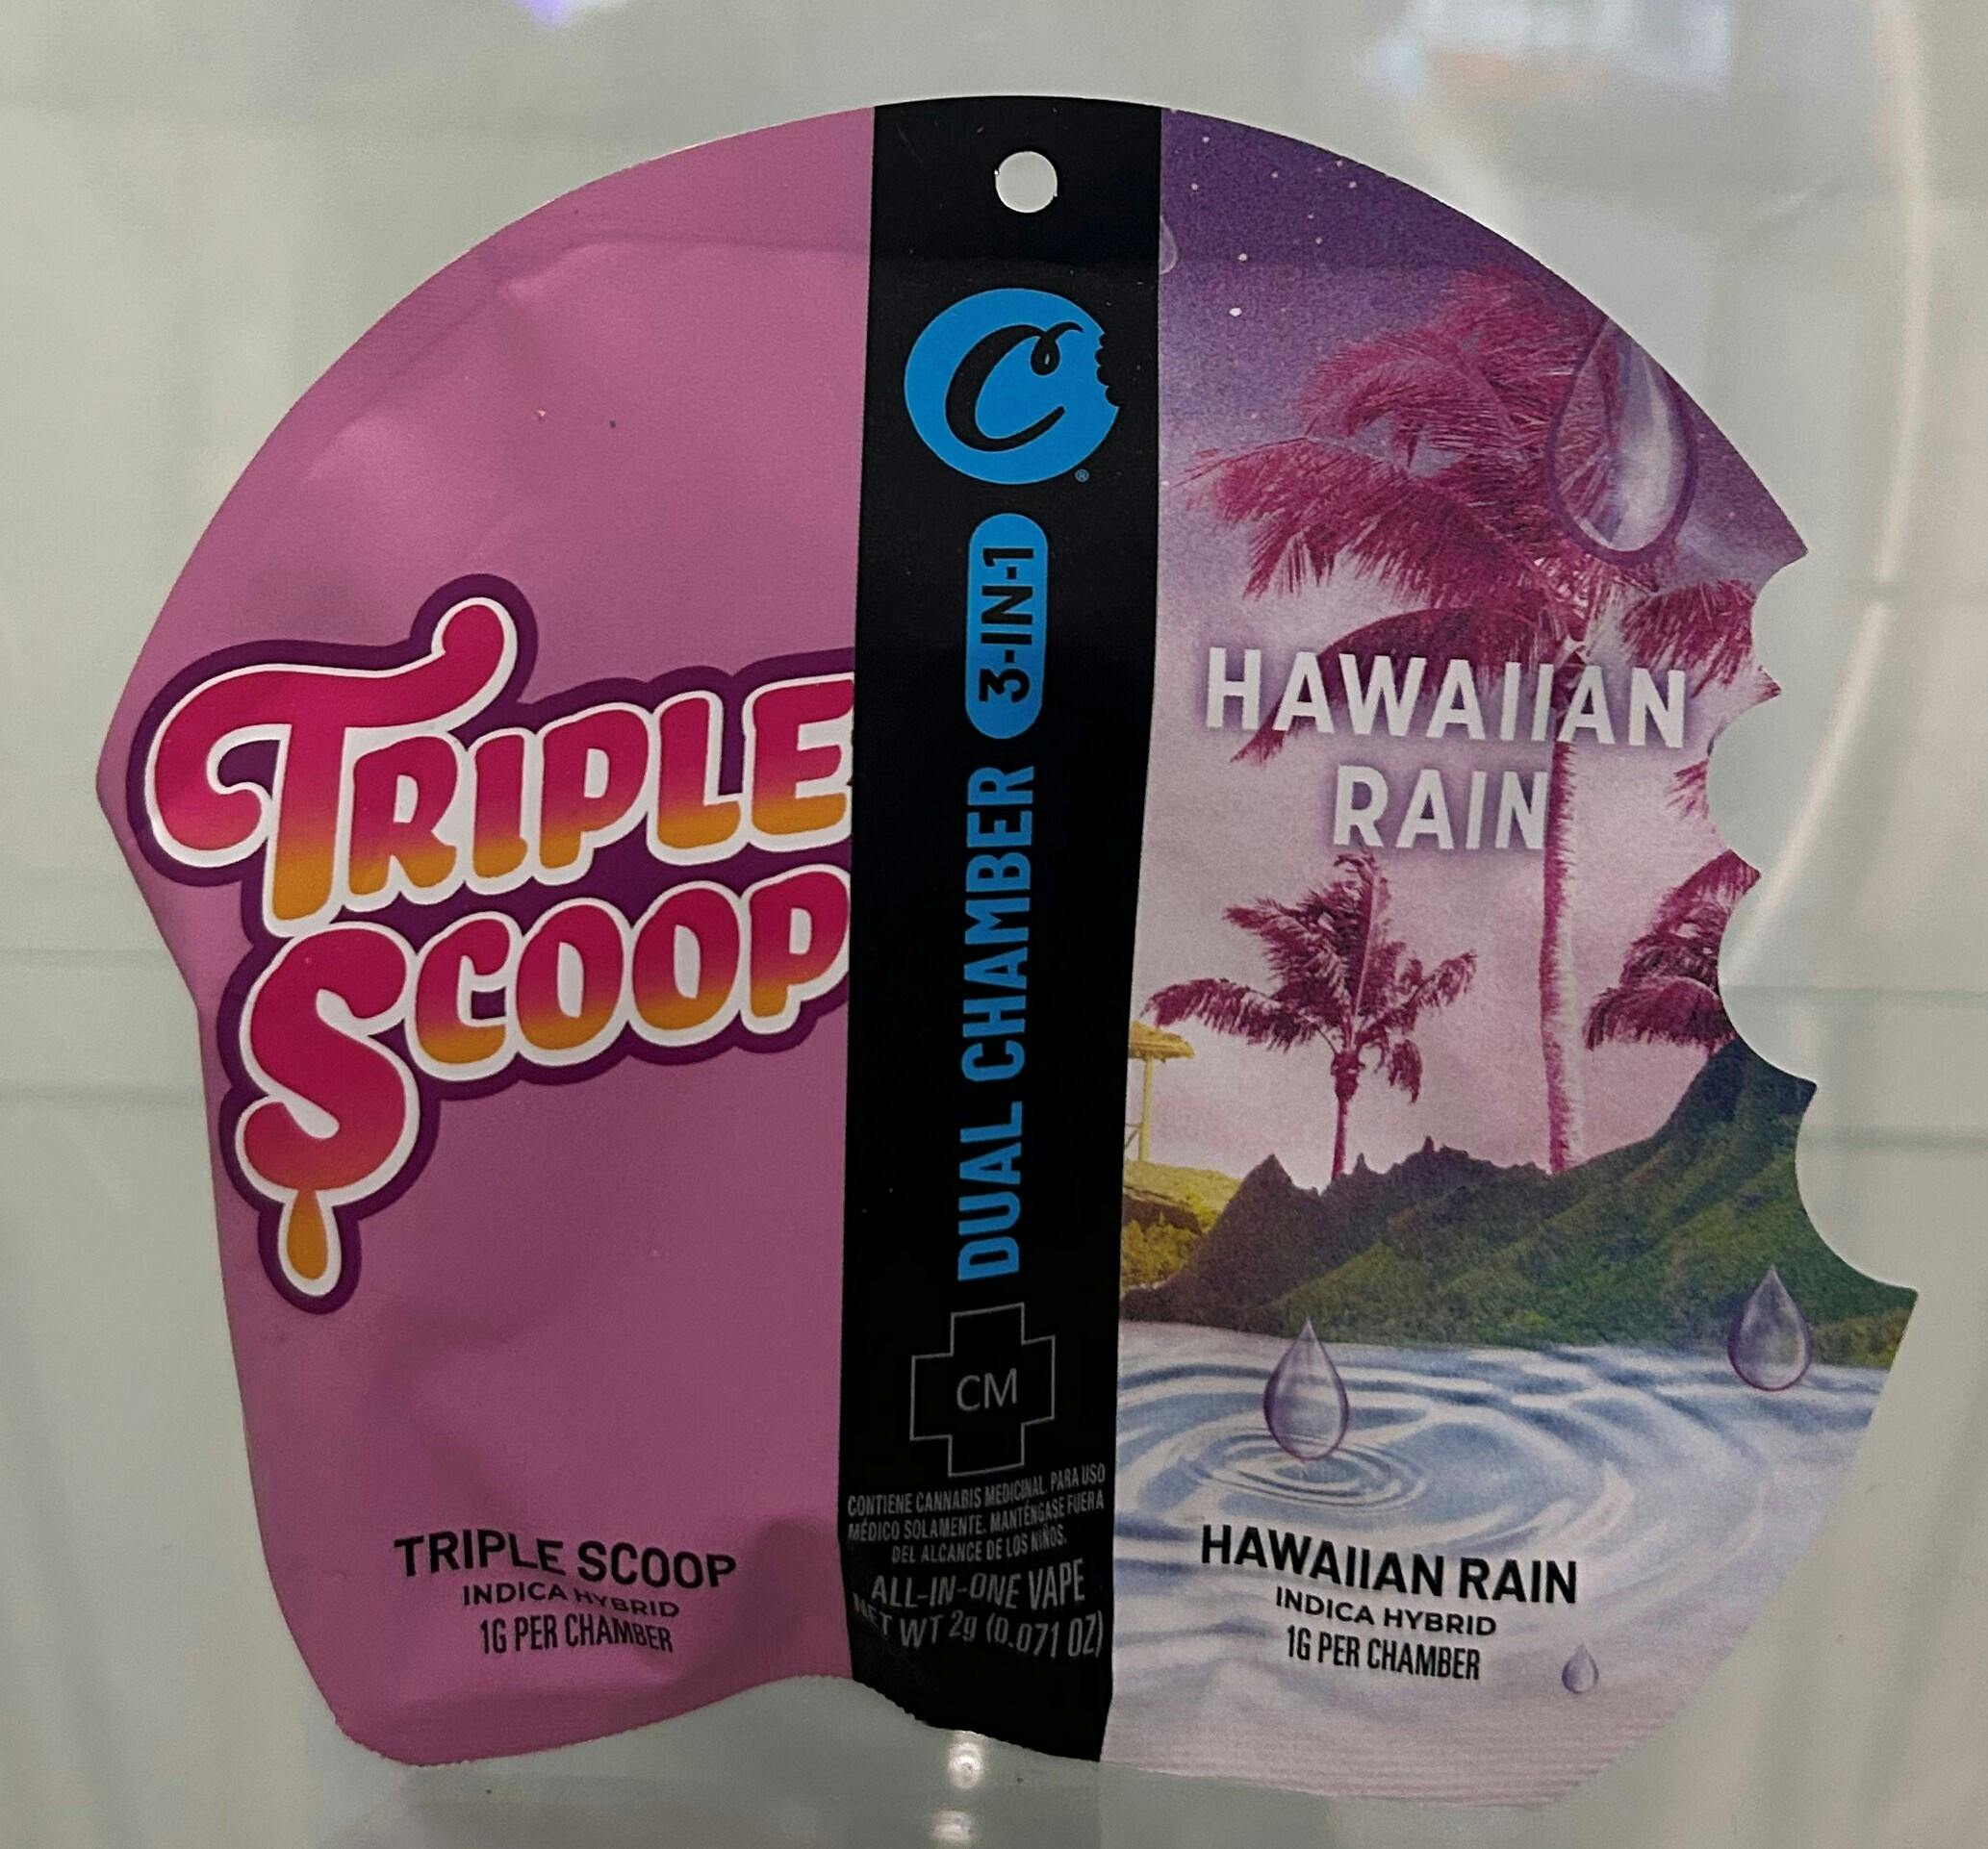 TRIPLE
SCOOP
TRIPLE SCOOP
INDICA HYBRID
1G PER CHAMBER
C
®
3-IN-1
DUAL CHAMBER
CM
CONTIENE CANNABIS MEDICINAL. PARA USO
MÉDICO SOLAMENTE. MANTÉNGASE FUERA
DEL ALCANCE DE LOS NIÑOS.
ALL-IN-ONE VAPE
NET WT 2g (0.071 OZ)
HAWAIIAN
RAIN
HAWAIIAN RAIN
INDICA HYBRID
1G PER CHAMBER